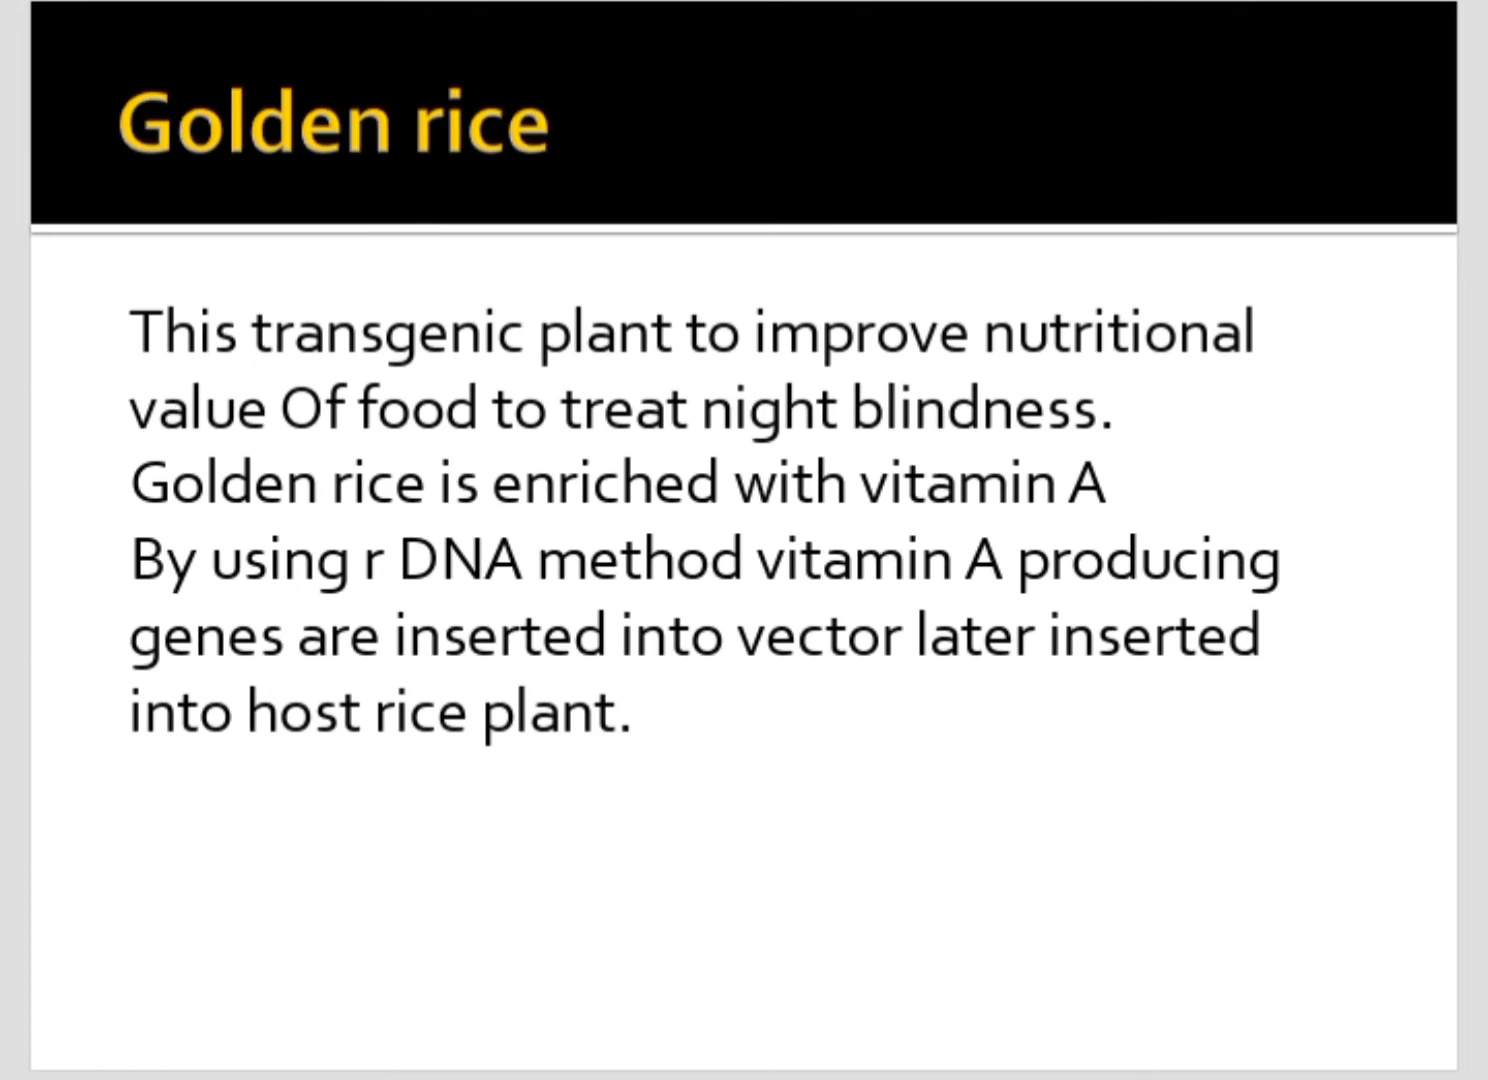 Golden rice
This transgenic plant to improve nutritional
value Of food to treat night blindness.
Golden rice is enriched with vitamin A
By using r DNA method vitamin A producing
genes are inserted into vector later inserted
into host rice plant.